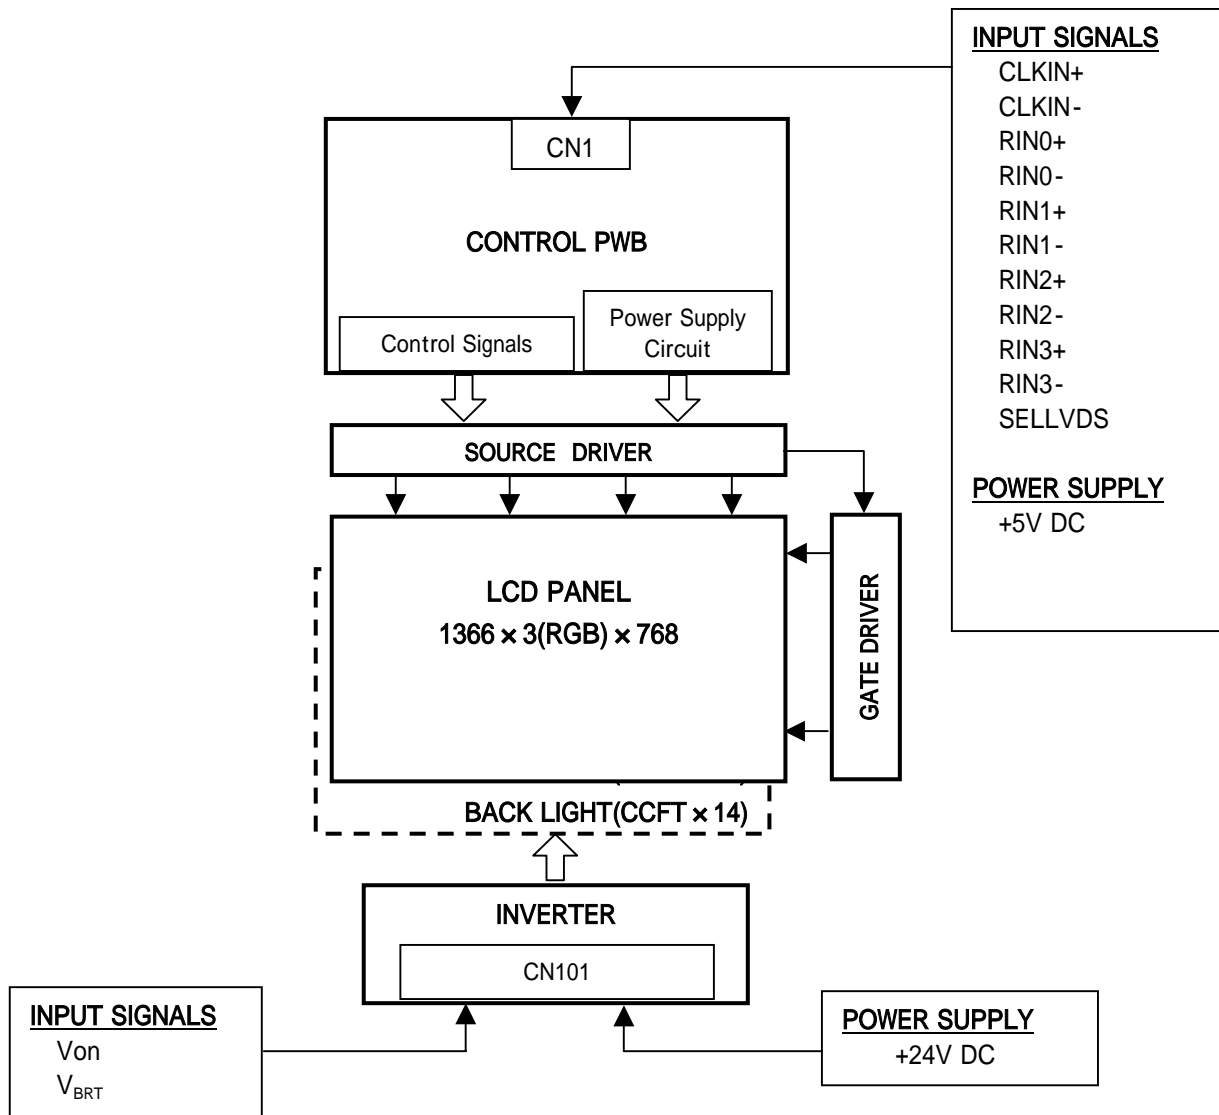 INPUT SIGNALS
CLKIN+
CLKIN-
RIN0+
RIN0-
RIN1+
RIN1-
RIN2+
RIN2-
RIN3+
RIN3-
SELLVDS
POWER SUPPLY
+5V DC
CN1
CONTROL PWB
Control Signals
Power Supply
Circuit
SOURCE DRIVER
LCD PANEL
1366 × 3(RGB) × 768
GATE DRIVER
BACK LIGHT(CCFT × 14)
INVERTER
CN101
INPUT SIGNALS
Von
VBRT
POWER SUPPLY
+24V DC